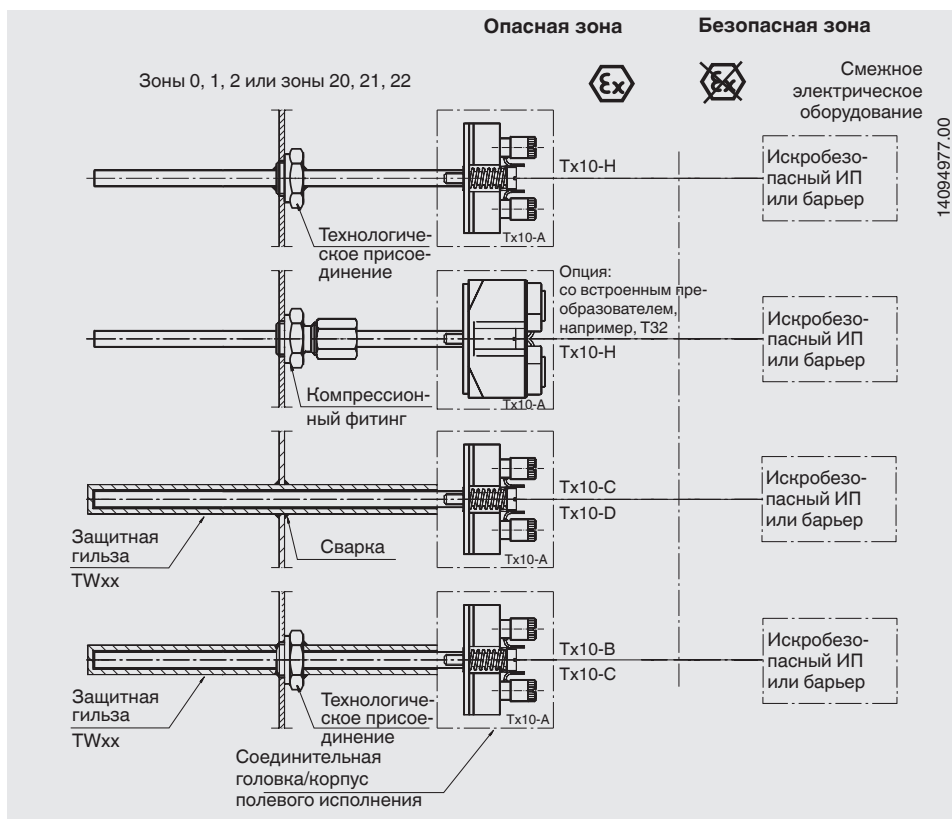 Опасная зона
Безопасная зона
Зоны 0, 1, 2 или зоны 20, 21, 22
Ex
Ex
Смежное
электрическое
оборудование
14094977.00
Tx10-H
Искробезо-
пасный ИП
или барьер
Технологиче-
ское присое-
динение
Tx10-A
Опция:
со встроенным пре-
образователем,
например, T32
Tx10-H
Искробезо-
пасный ИП
или барьер
Компрессион-
ный фитинг
Tx10-A
Tx10-C
Tx10-D
Искробезо-
пасный ИП
или барьер
Защитная
гильза
TWxx
Сварка
Tx10-A
Tx10-B
Tx10-C
Искробезо-
пасный ИП
или барьер
Защитная
гильза
TWxx
Технологиче-
ское присое-
динение
Tx10-A
Соединительная
головка/корпус
полевого исполнения